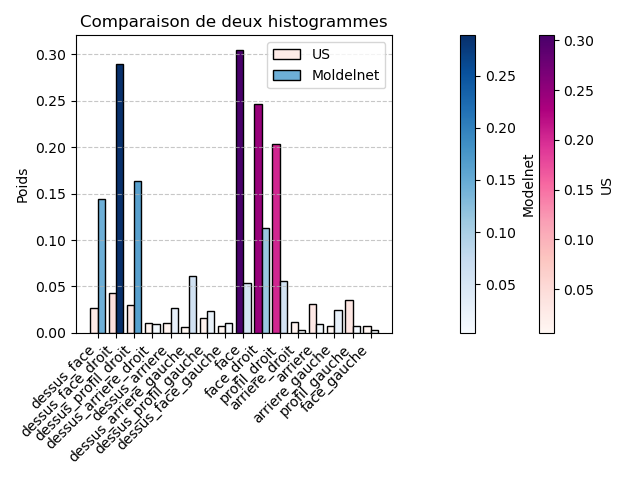 Comparaison de deux histogrammes
US
Moldelnet
Poids
0.30
0.25
0.20
0.15
0.10
0.05
0.00
dessus_face
dessus_face_droit
dessus_profil_droit
dessus_arriere_droit
dessus_arriere
dessus_arriere_gauche
dessus_profil_gauche
dessus_face_gauche
face
face_droit
profil_droit
arriere_droit
arriere
arriere_gauche
profil_gauche
face_gauche
0.25
0.20
0.15
0.10
0.05
Modelnet
0.30
0.25
0.20
0.15
0.10
0.05
US